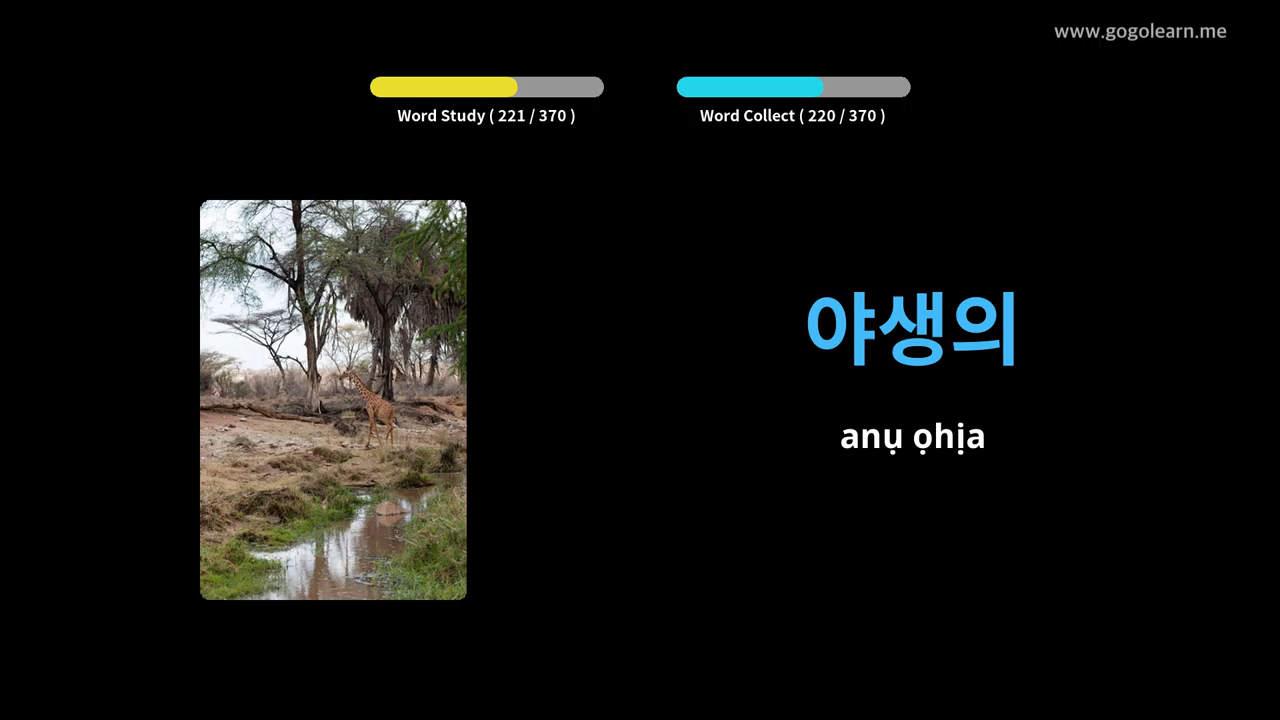 www.gogolearn.me
Word Study ( 221 / 370 )
Word Collect ( 220 / 370 )
야생의
anụ ọhịa